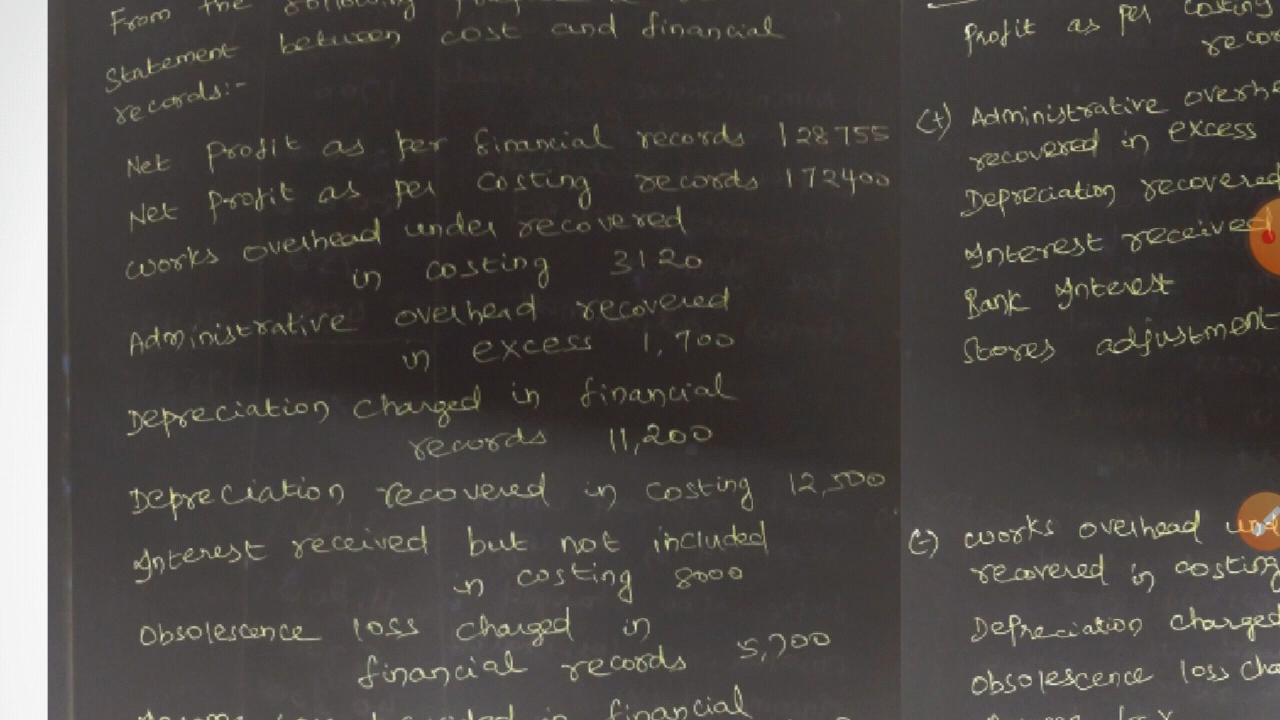 From the following
Statement between cost and financial
records:-
Net Profit as per financial records 128755
Net Profit as per costing records 172400
Works overhead under recovered
in costing 3120
Administrative overhead recovered
in excess 1,700
Depreciation charged in financial
records 11,200
Depreciation recovered in costing 12,500
Interest received but not included
in costing 8000
Obsolescence loss charged in
financial records 5,700
in financial
Profit as per costing
(+) Administrative
recovered in excess
Depreciation recovered
Interest received
Bank Interest
Stores adjustment
(-) Works overhead
recovered in costing
Depreciation charged
Obsolescence loss